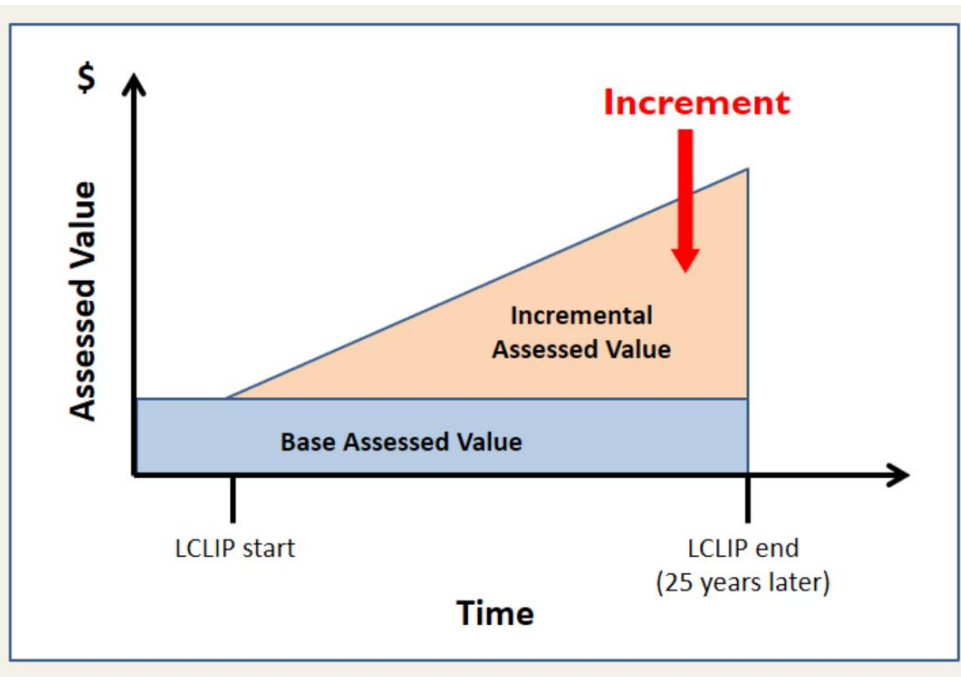 $
Increment
Assessed Value
Incremental
Assessed Value
Base Assessed Value
LCLIP start
LCLIP end
(25 years later)
Time